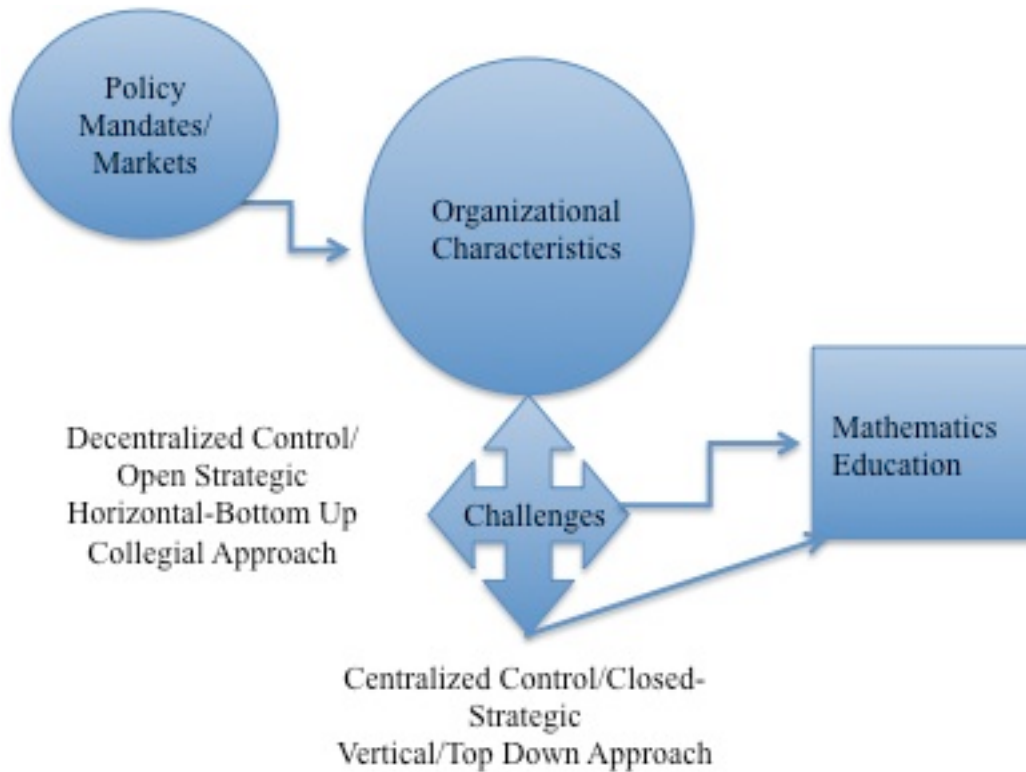 Policy
Mandates/
Markets
Organizational
Characteristics
Mathematics
Education
Decentralized Control/
Open Strategic
Horizontal-Bottom Up
Collegial Approach
Challenges
Centralized Control/Closed-
Strategic
Vertical/Top Down Approach